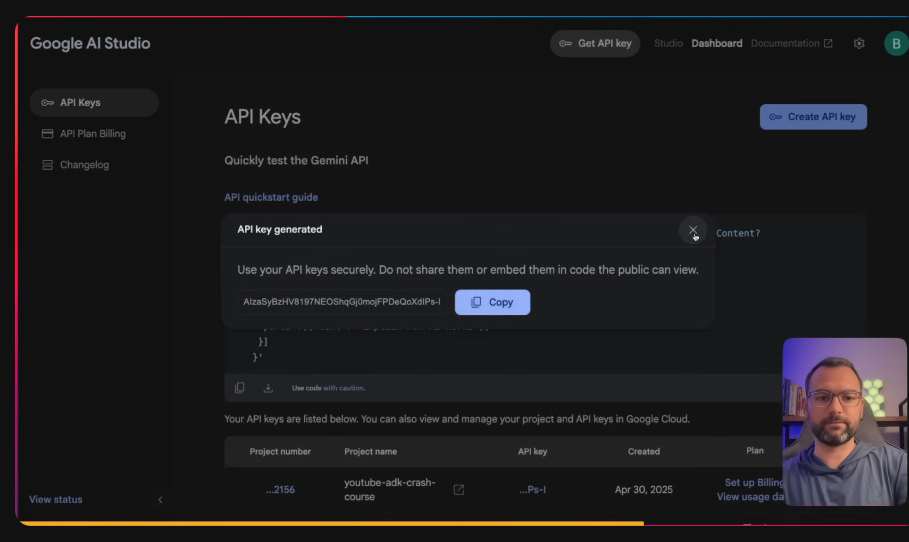 Google AI Studio
Get API key Studio Dashboard Documentation B
API Keys
API Plan Billing
Changelog
API Keys
Create API key
Quickly test the Gemini API
API quickstart guide
API key generated
Content?
Use your API keys securely. Do not share them or embed them in code the public can view.
Copy
}]
}'
Use code with caution.
Your API keys are listed below. You can also view and manage your project and API keys in Google Cloud.
Project number Project name API key Created Plan
...2156 youtube-adk-crash-course ...Ps-I Apr 30, 2025 Set up Billing
View usage
View status